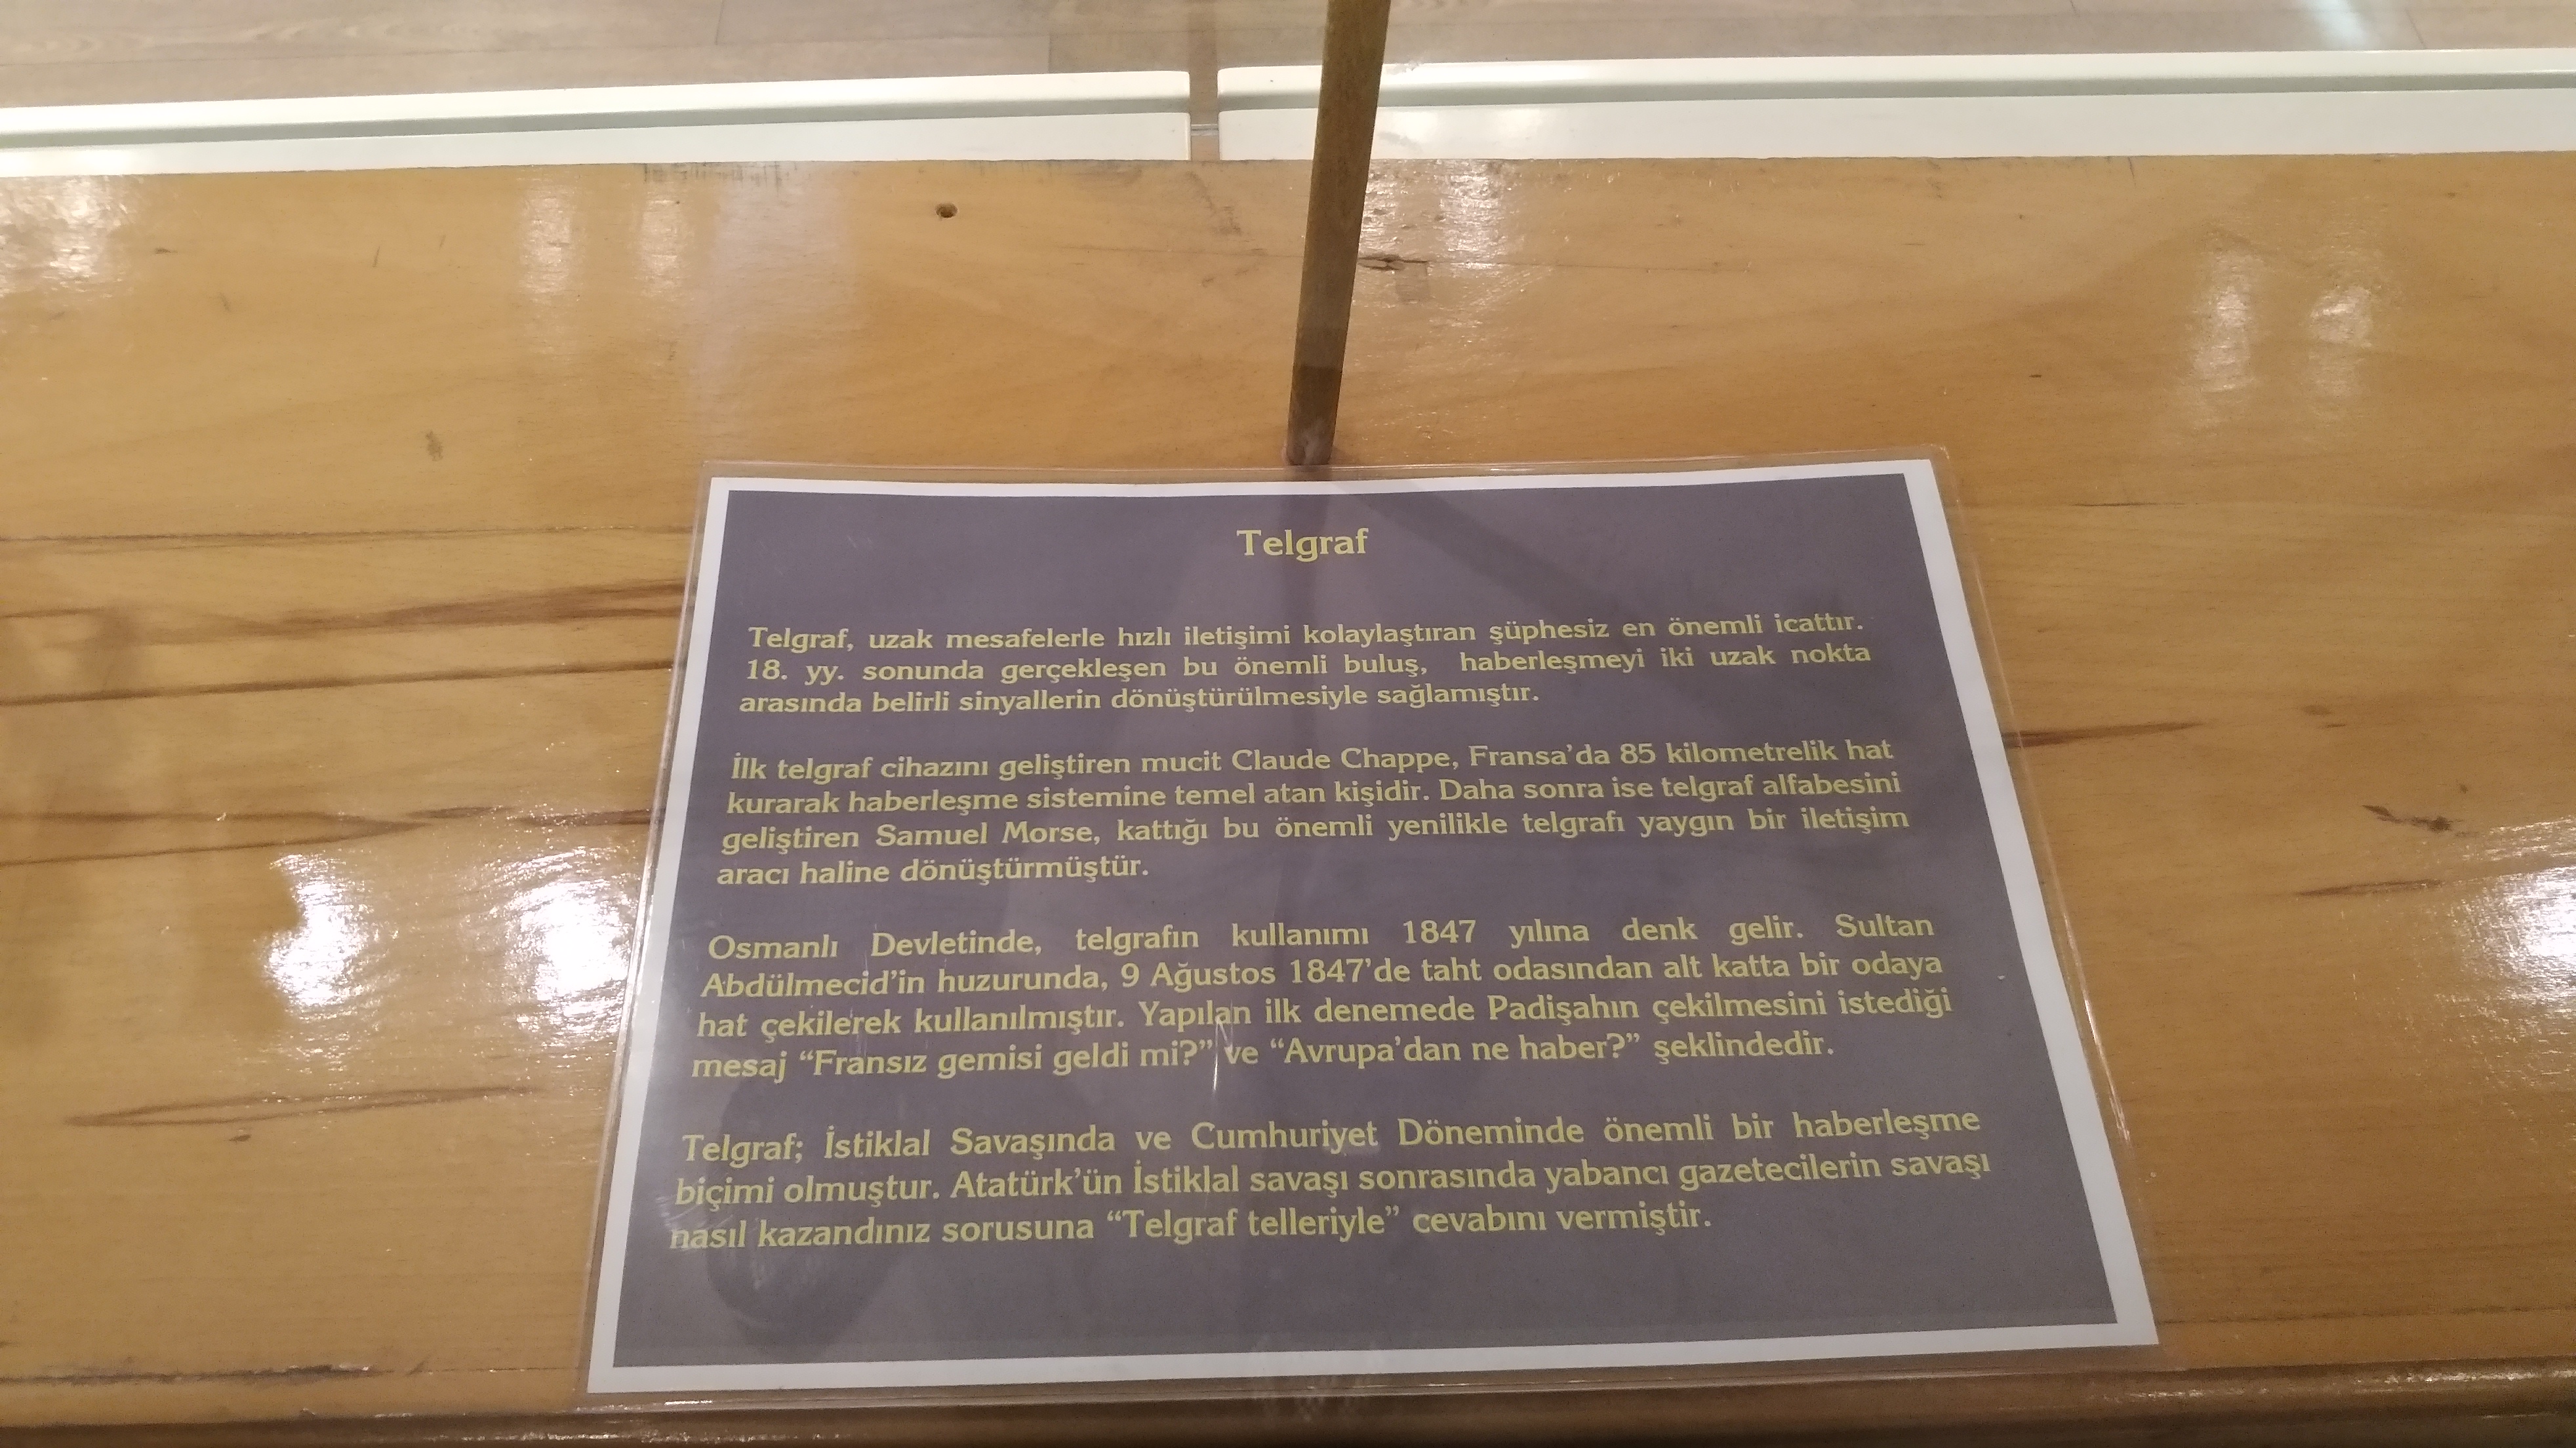 Telgraf
Telgraf, uzak mesafelerle hızlı iletişimi kolaylaştıran şüphesiz en önemli icattır.
18. yy. sonunda gerçekleşen bu önemli buluş, haberleşmeyi iki uzak nokta
arasında belirli sinyallerin dönüştürülmesiyle sağlamıştır.
İlk telgraf cihazını geliştiren mucit Claude Chappe, Fransa’da 85 kilometrelik hat
kurarak haberleşme sistemine temel atan kişidir. Daha sonra ise telgraf alfabesini
geliştiren Samuel Morse, kattığı bu önemli yenilikle telgrafı yaygın bir iletişim
aracı haline dönüştürmüştür.
Osmanlı Devletinde, telgrafın kullanımı 1847 yılına denk gelir. Sultan
Abdülmecid’in huzurunda, 9 Ağustos 1847’de taht odasından alt katta bir odaya
hat çekilerek kullanılmıştır. Yapılan ilk denemede Padişahın çekilmesini istediği
mesaj “Fransız gemisi geldi mi?” ve “Avrupa’dan ne haber?” şeklindedir.
Telgraf; İstiklal Savaşında ve Cumhuriyet Döneminde önemli bir haberleşme
biçimi olmuştur. Atatürk’ün İstiklal savaşı sonrasında yabancı gazetecilerin savaşı
nasıl kazandınız sorusuna “Telgraf telleriyle” cevabını vermiştir.